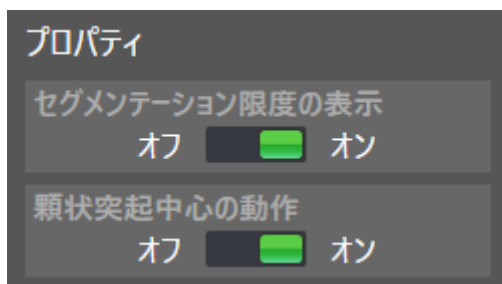 プロパティ
セグメンテーション限度の表示
オフ オン
顆状突起中心の動作
オフ オン